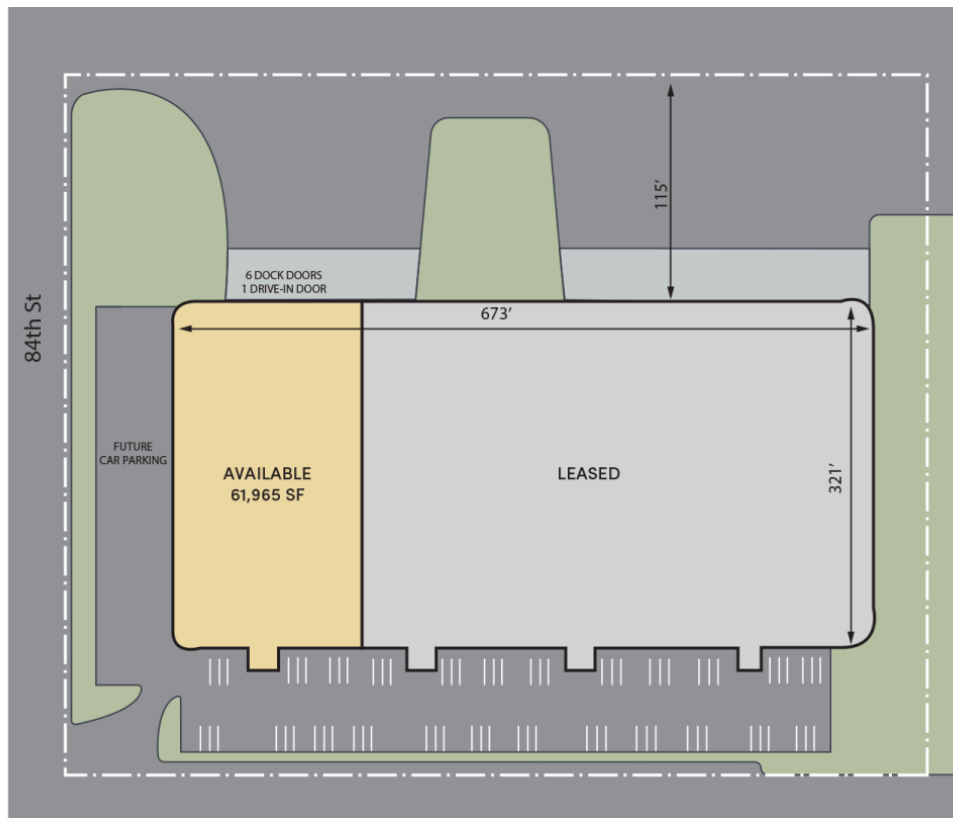 115′
6 DOCK DOORS
1 DRIVE-IN DOOR
673′
84th St
FUTURE
CAR PARKING
AVAILABLE
61,965 SF
LEASED
321′